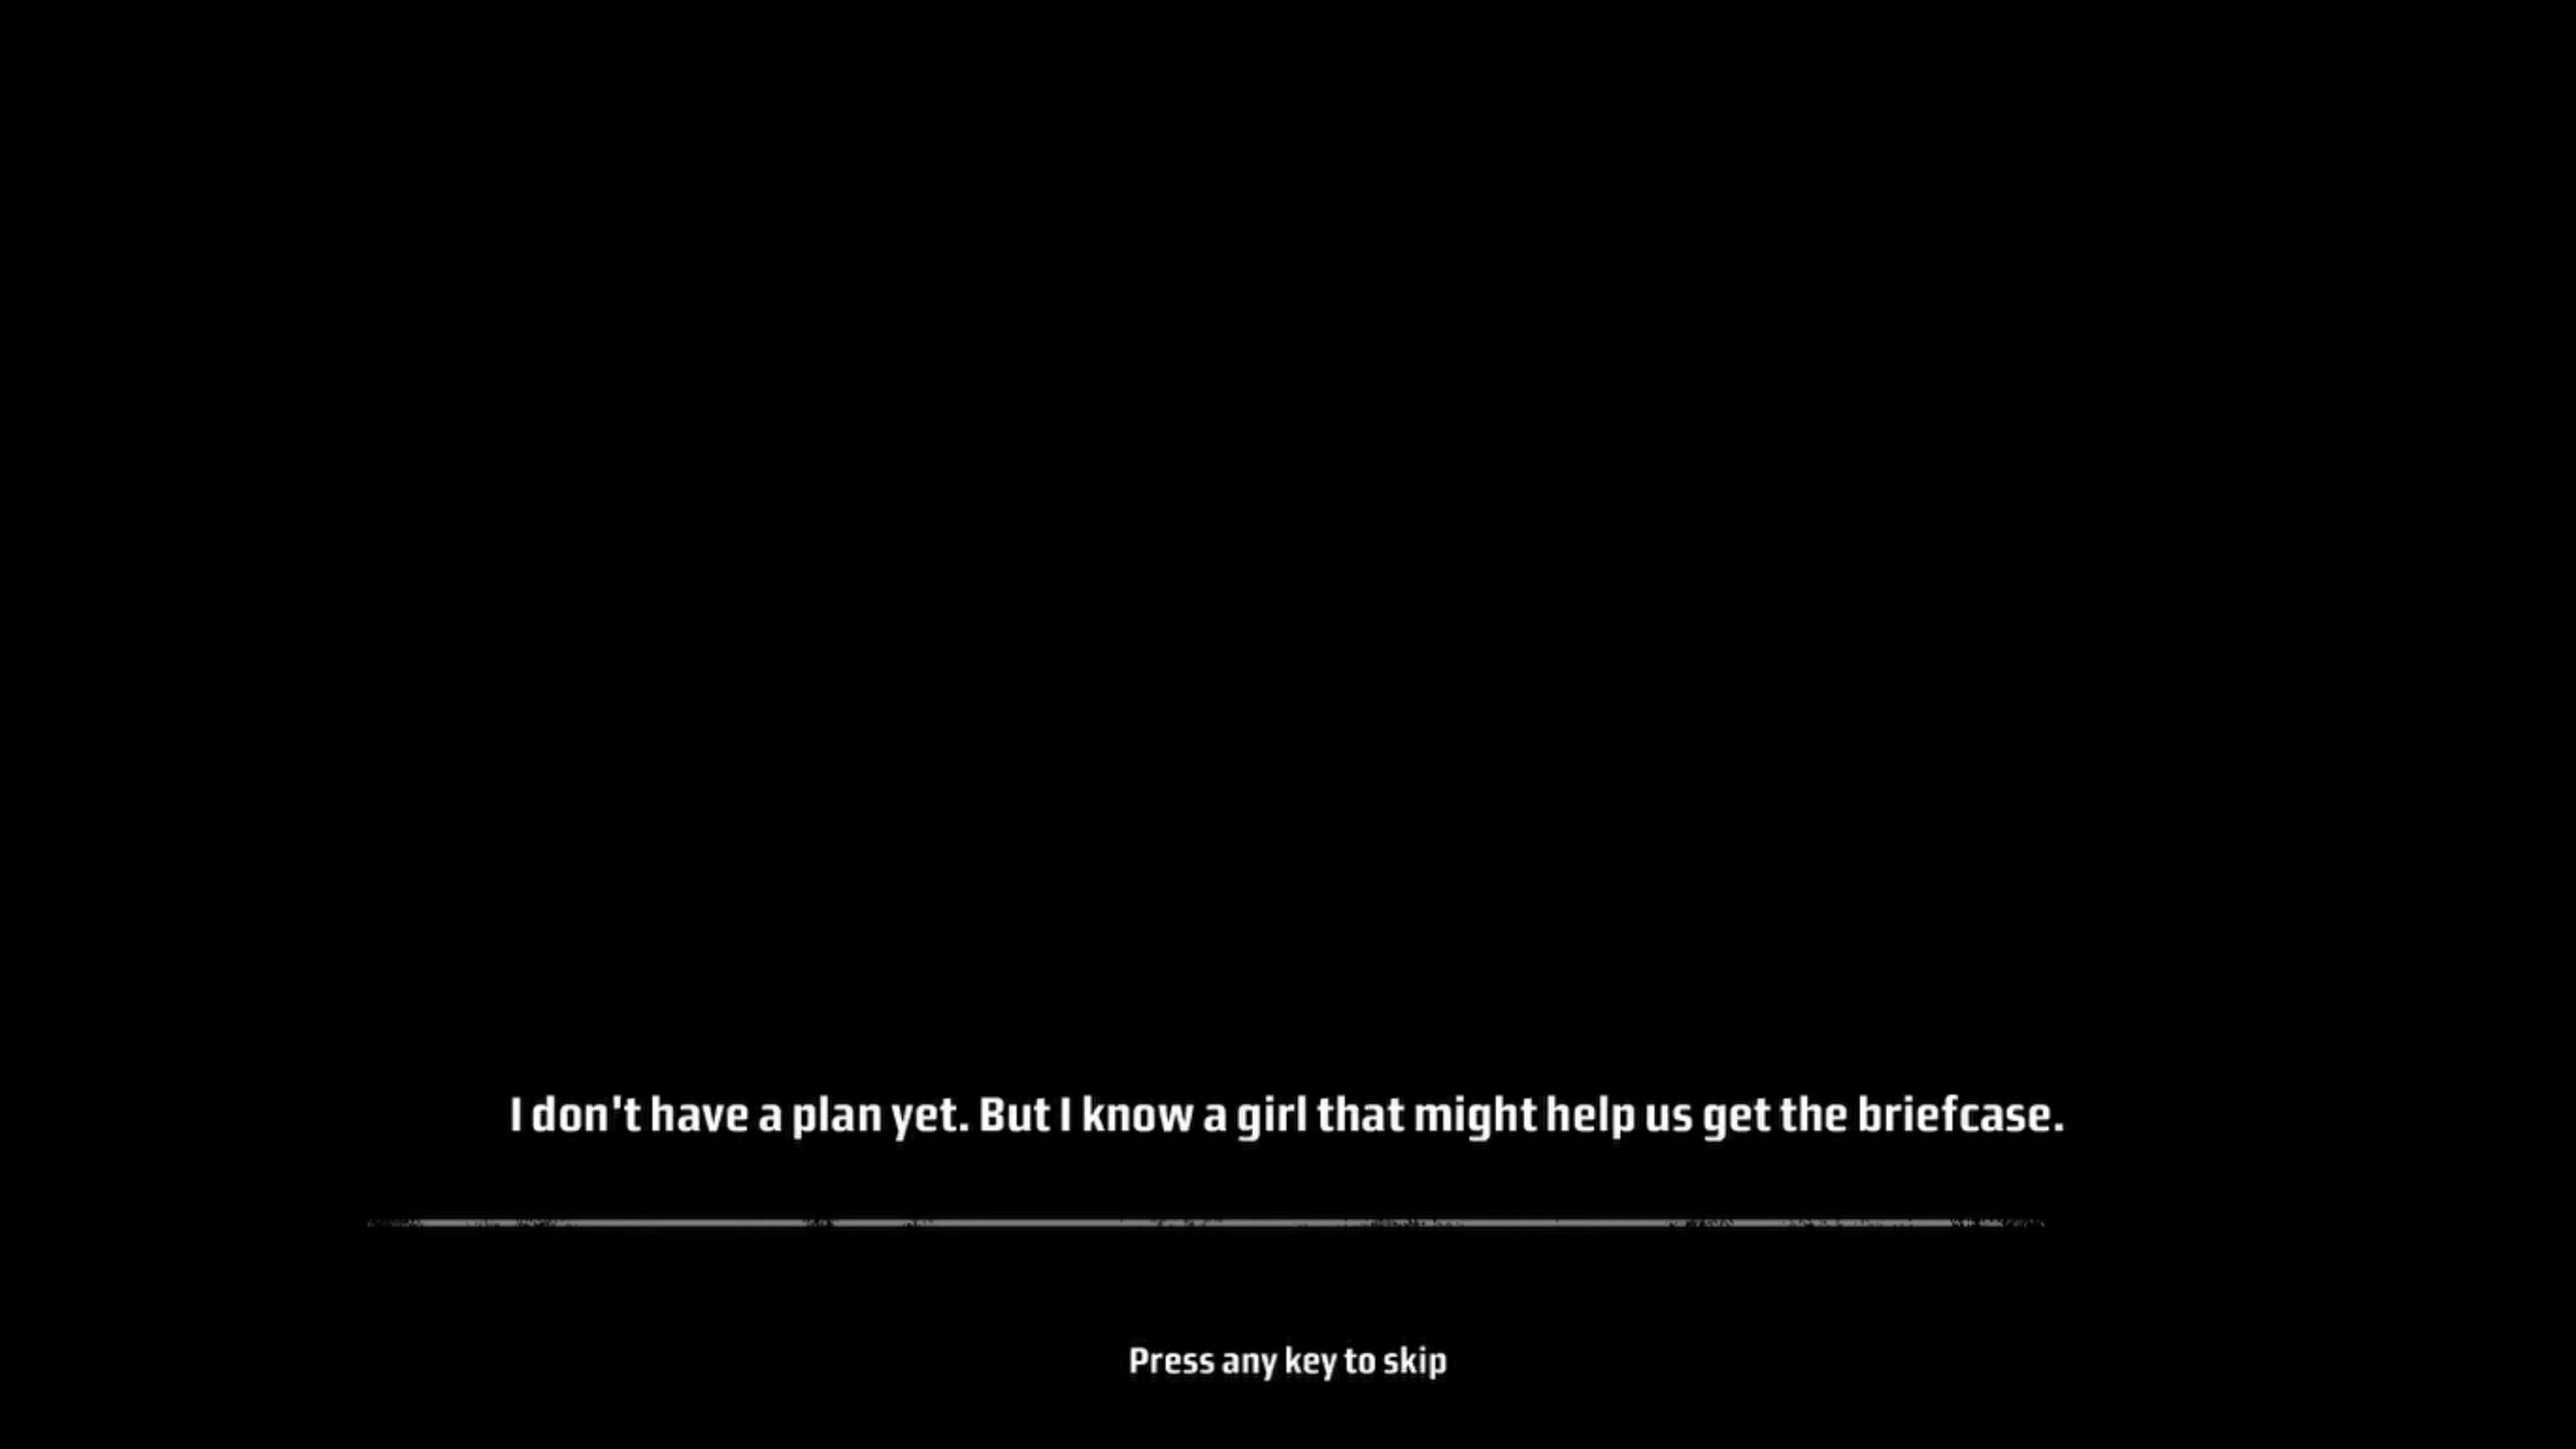 I don't have a plan yet. But I know a girl that might help us get the briefcase.
Press any key to skip